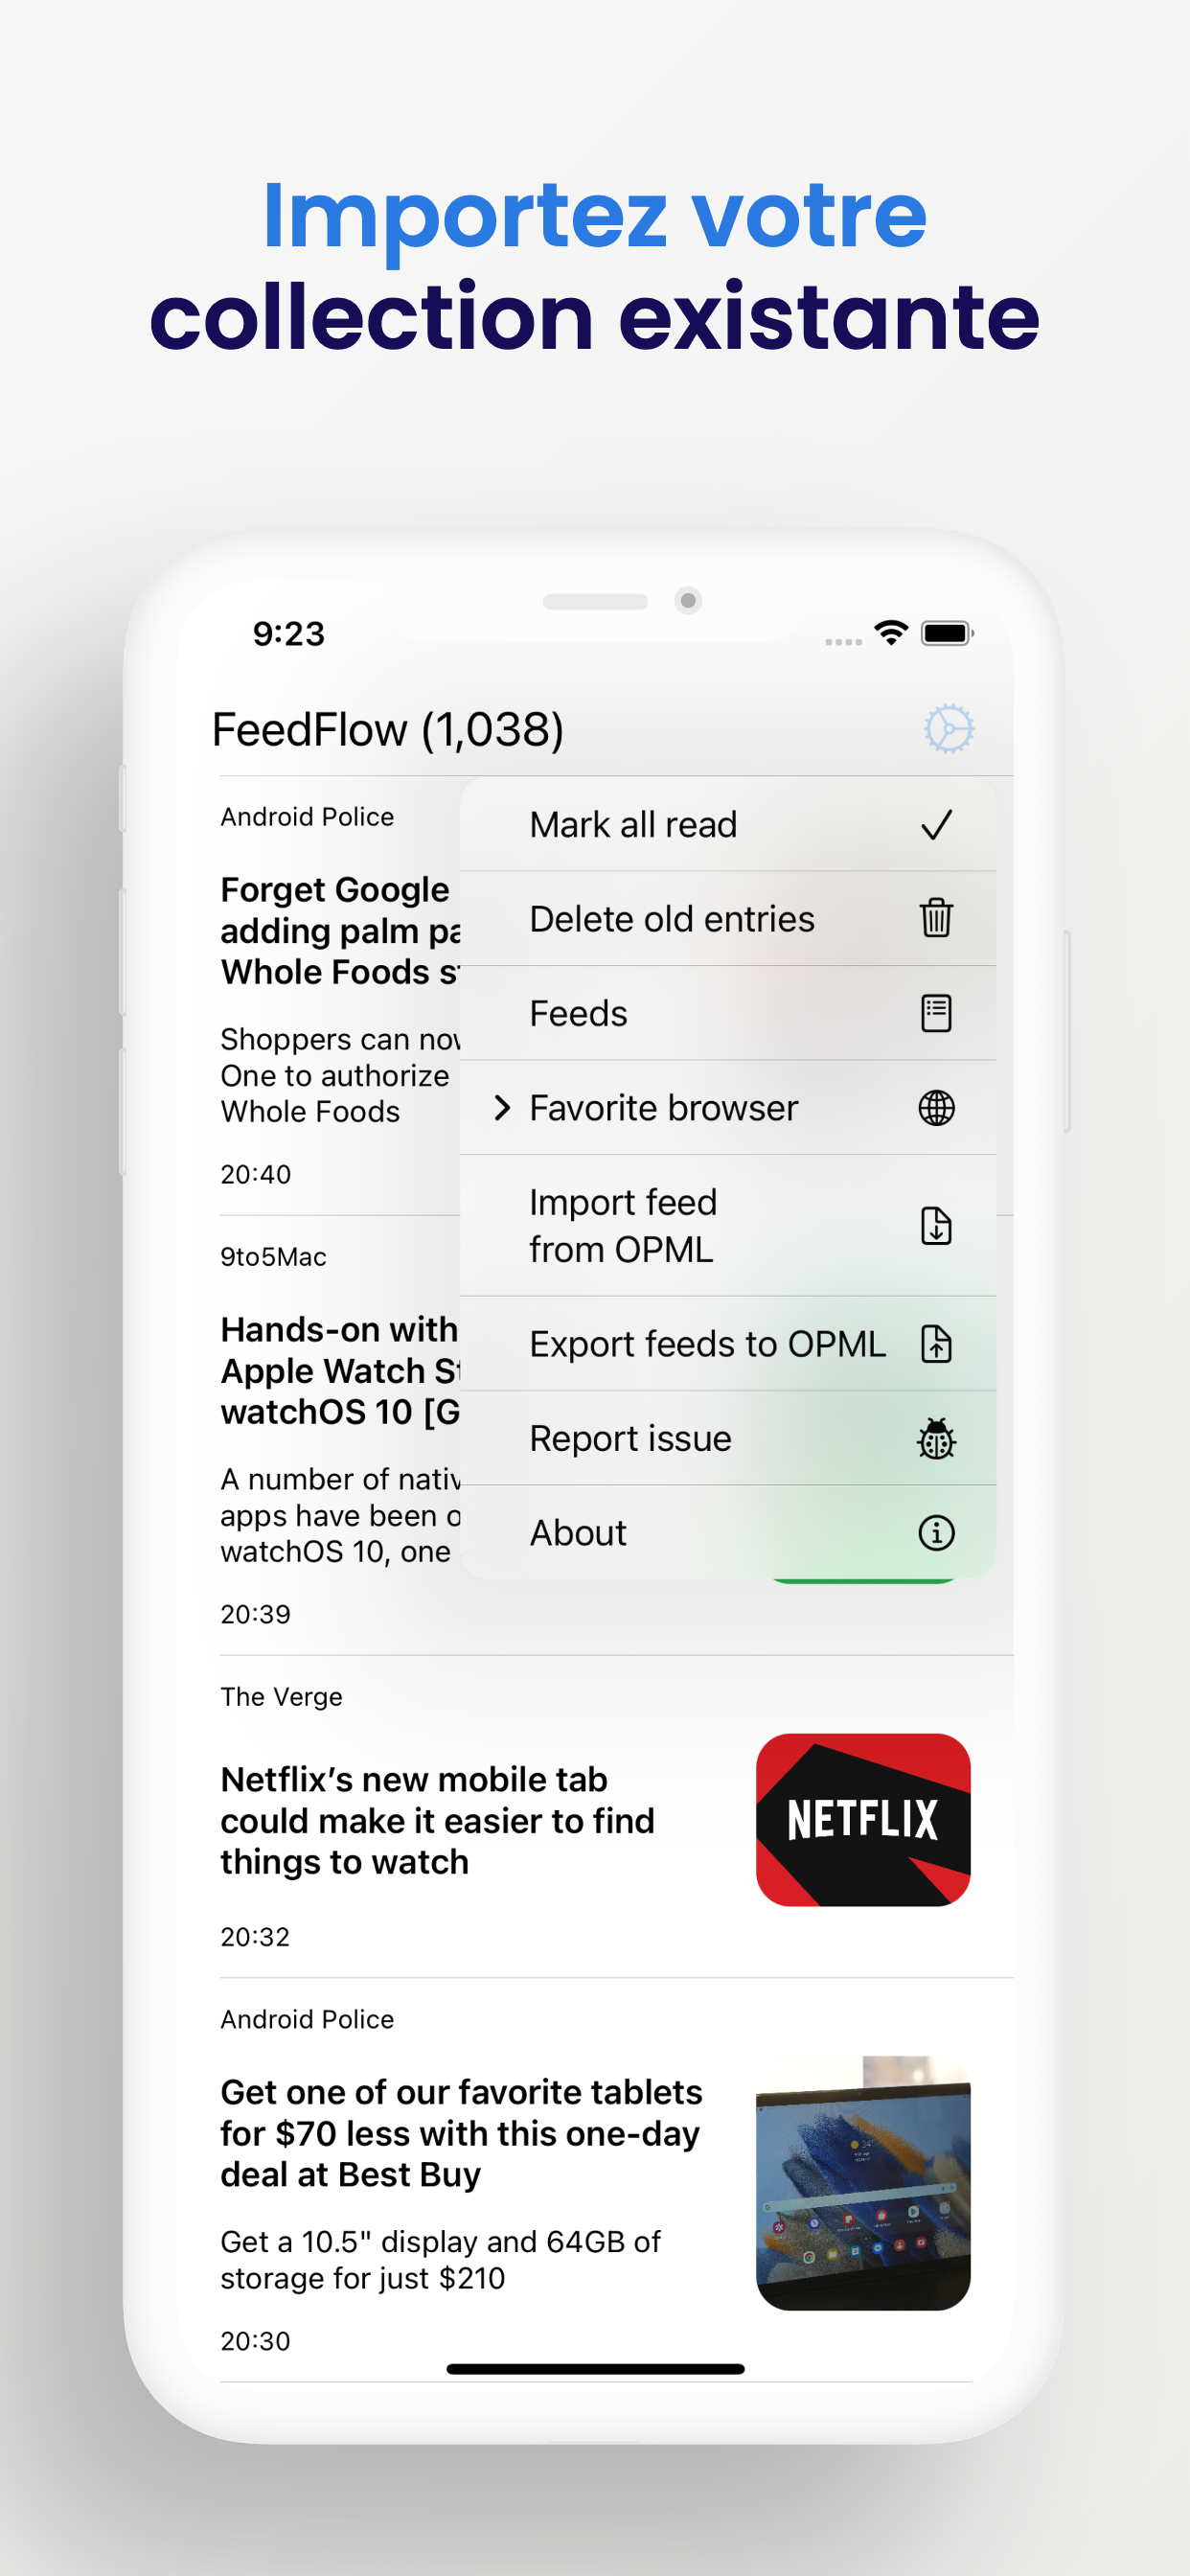 Importez votre
collection existante
9:23
FeedFlow (1,038)
Mark all read
Delete old entries
Feeds
Favorite browser
Import feed
from OPML
Export feeds to OPML
Report issue
About
Android Police
Forget Google
adding palm
Whole Foods
Shoppers can
One to authorize
Whole Foods
20:40
9to5Mac
Hands-on with
Apple Watch
watchOS 10
A number of
apps have been
watchOS 10, one
20:39
The Verge
Netflix’s new mobile tab
could make it easier to find
things to watch
NETFLIX
20:32
Android Police
Get one of our favorite tablets
for $70 less with this one-day
deal at Best Buy
Get a 10.5" display and 64GB of
storage for just $210
20:30